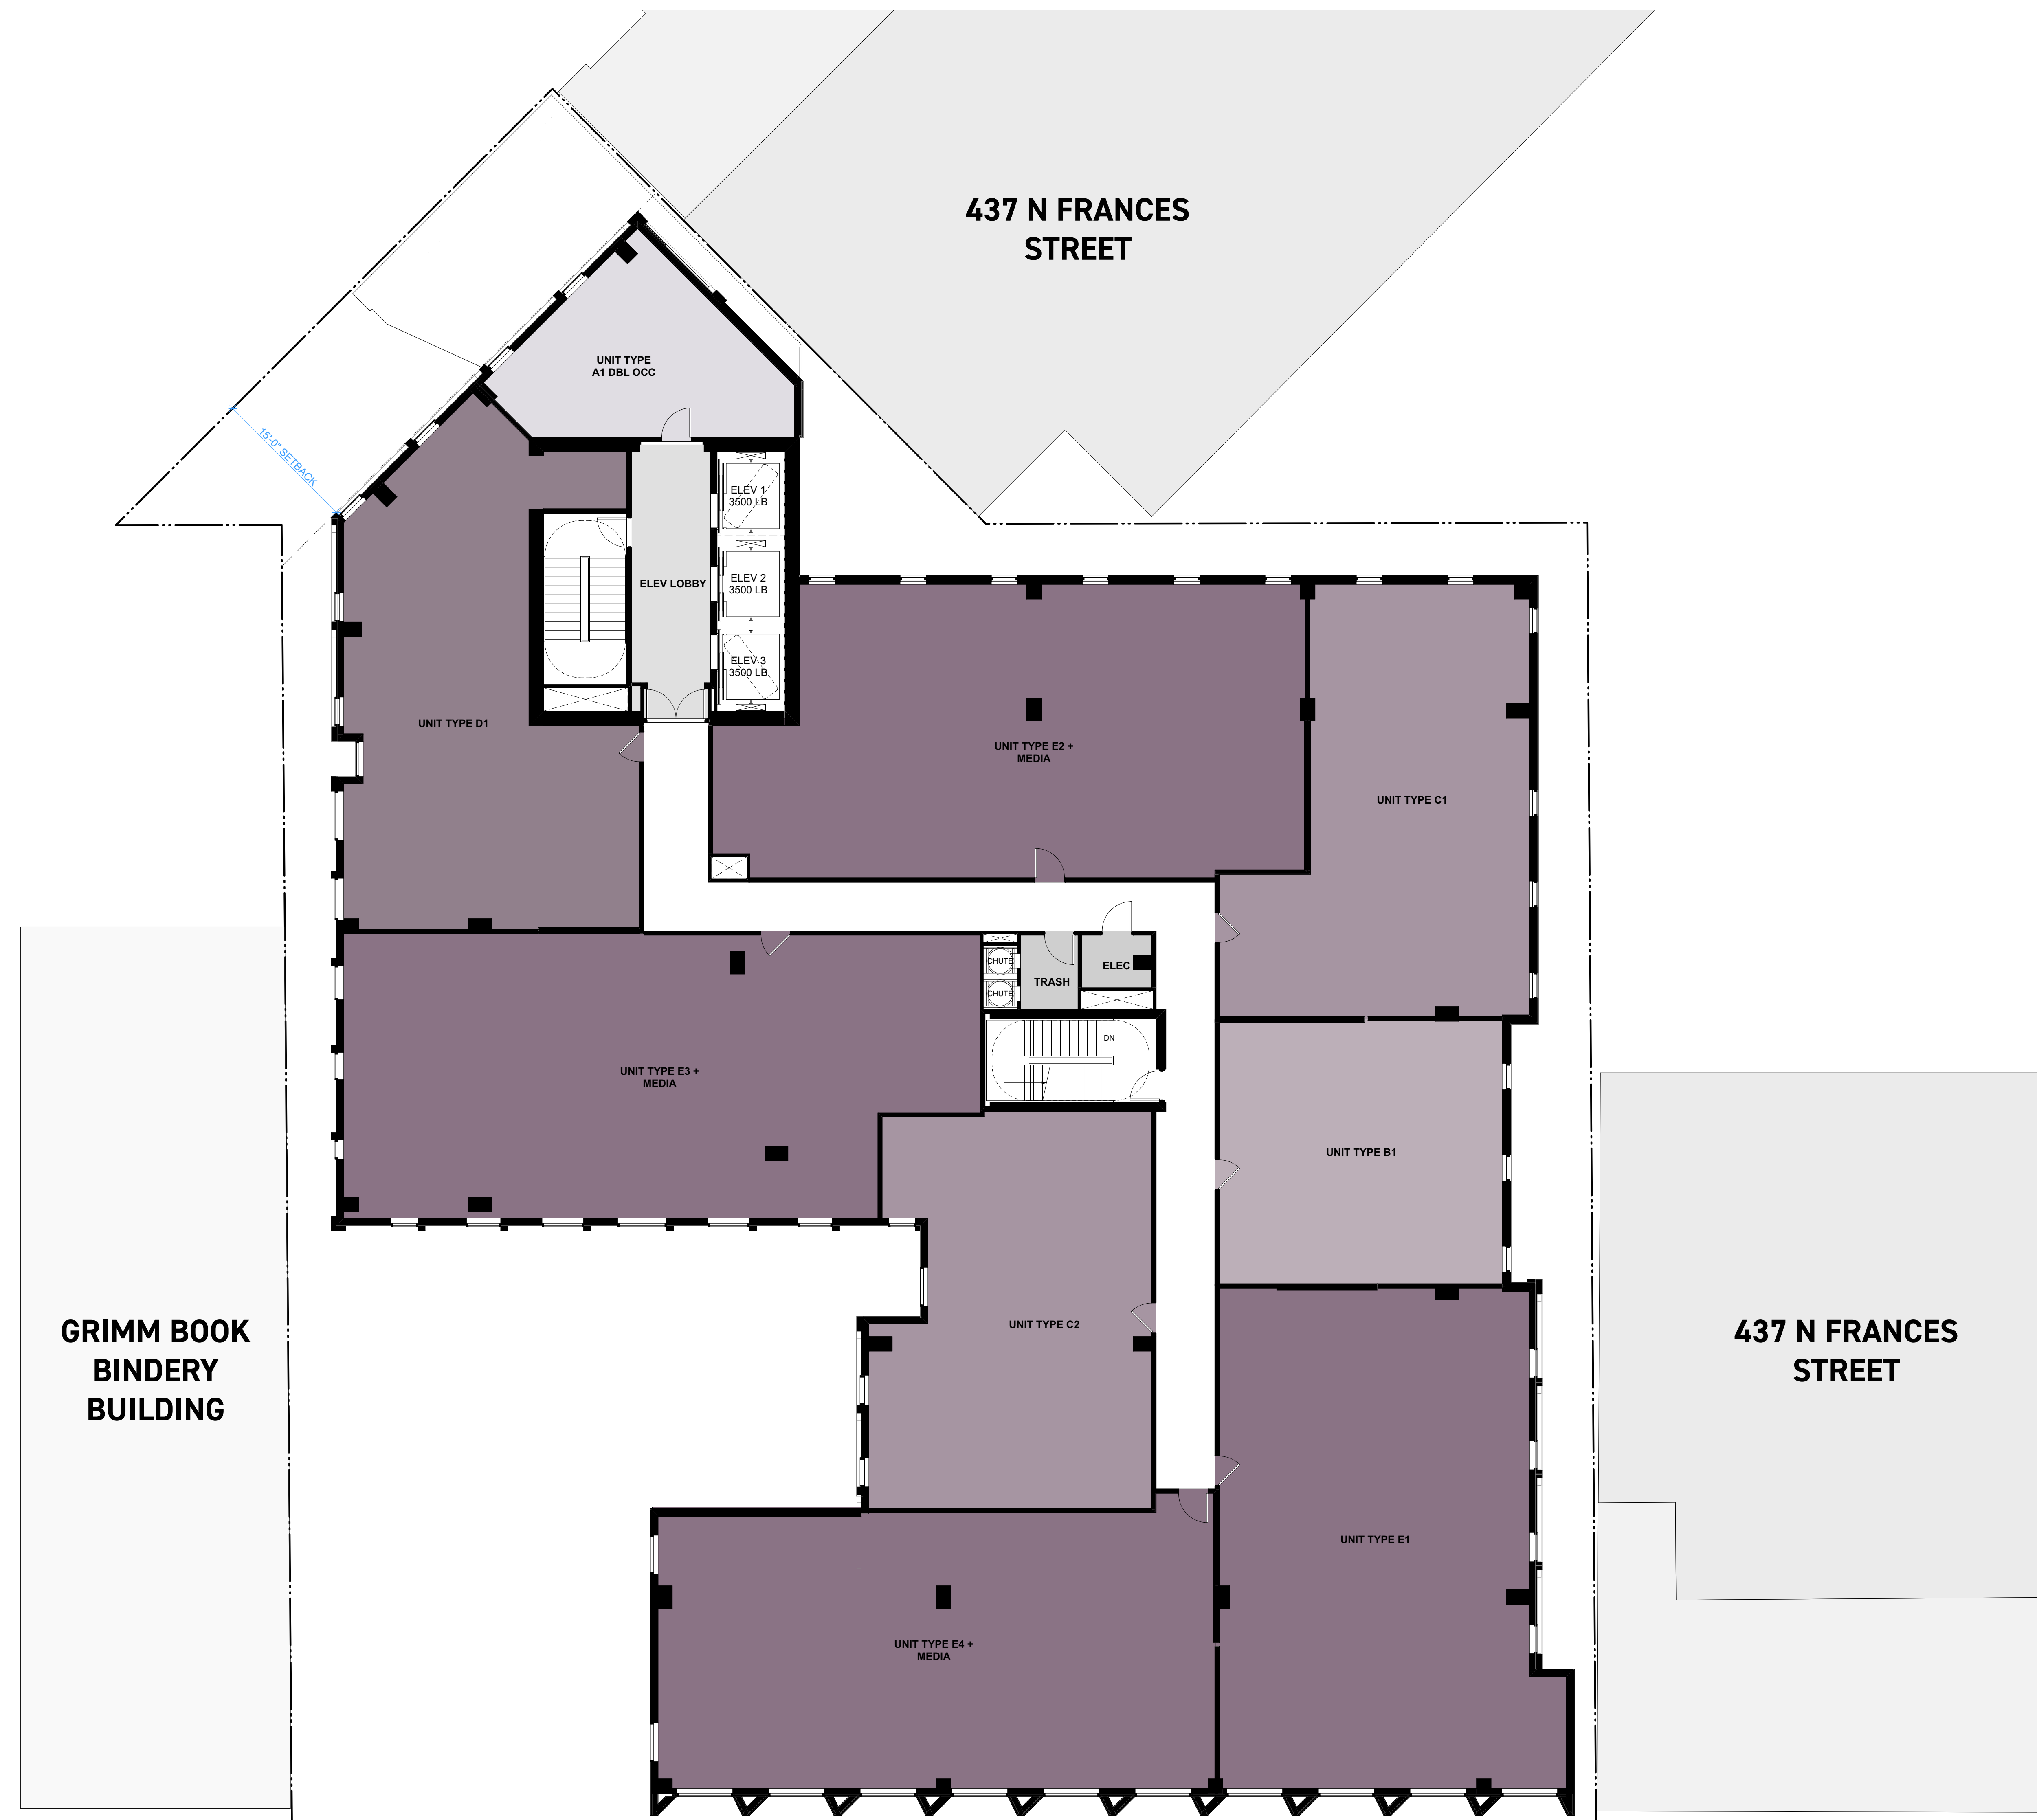 437 N FRANCES
STREET
UNIT TYPE
A1 DBL OCC
15'-0" SETBACK
ELEV 1
3500 LB
ELEV LOBBY
ELEV 2
3500 LB
ELEV 3
3500 LB
UNIT TYPE D1
UNIT TYPE E2 +
MEDIA
UNIT TYPE C1
CHUTE
CHUTE
TRASH
ELEC
DN
UNIT TYPE E3 +
MEDIA
UNIT TYPE B1
UNIT TYPE C2
GRIMM BOOK
BINDERY
BUILDING
437 N FRANCES
STREET
UNIT TYPE E1
UNIT TYPE E4 +
MEDIA